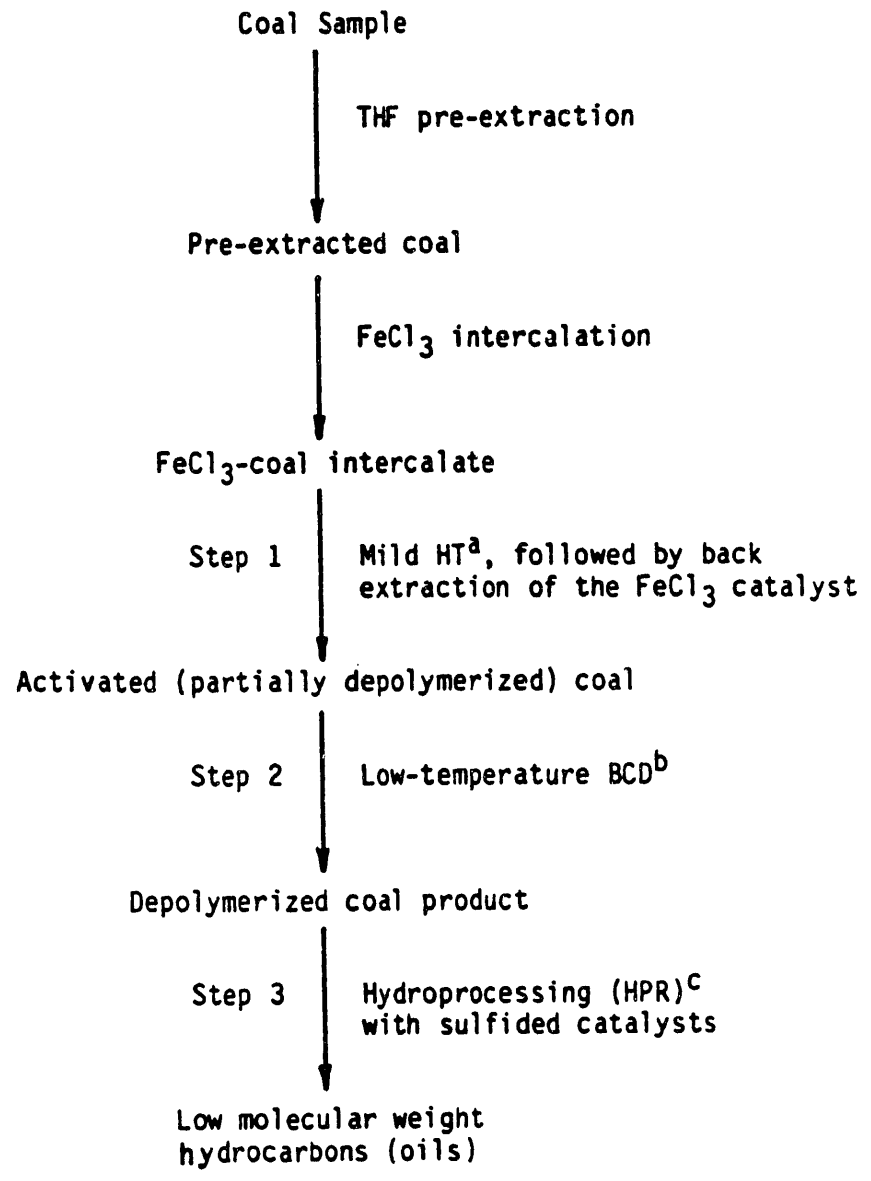 Coal Sample
THF pre-extraction
Pre-extracted coal
FeCl3 intercalation
FeCl3-coal intercalate
Step 1
Mild HTa, followed by back
extraction of the FeCl3 catalyst
Activated (partially depolymerized) coal
Step 2
Low-temperature BCDb
Depolymerized coal product
Step 3
Hydroprocessing (HPR)c
with sulfided catalysts
Low molecular weight
hydrocarbons (oils)